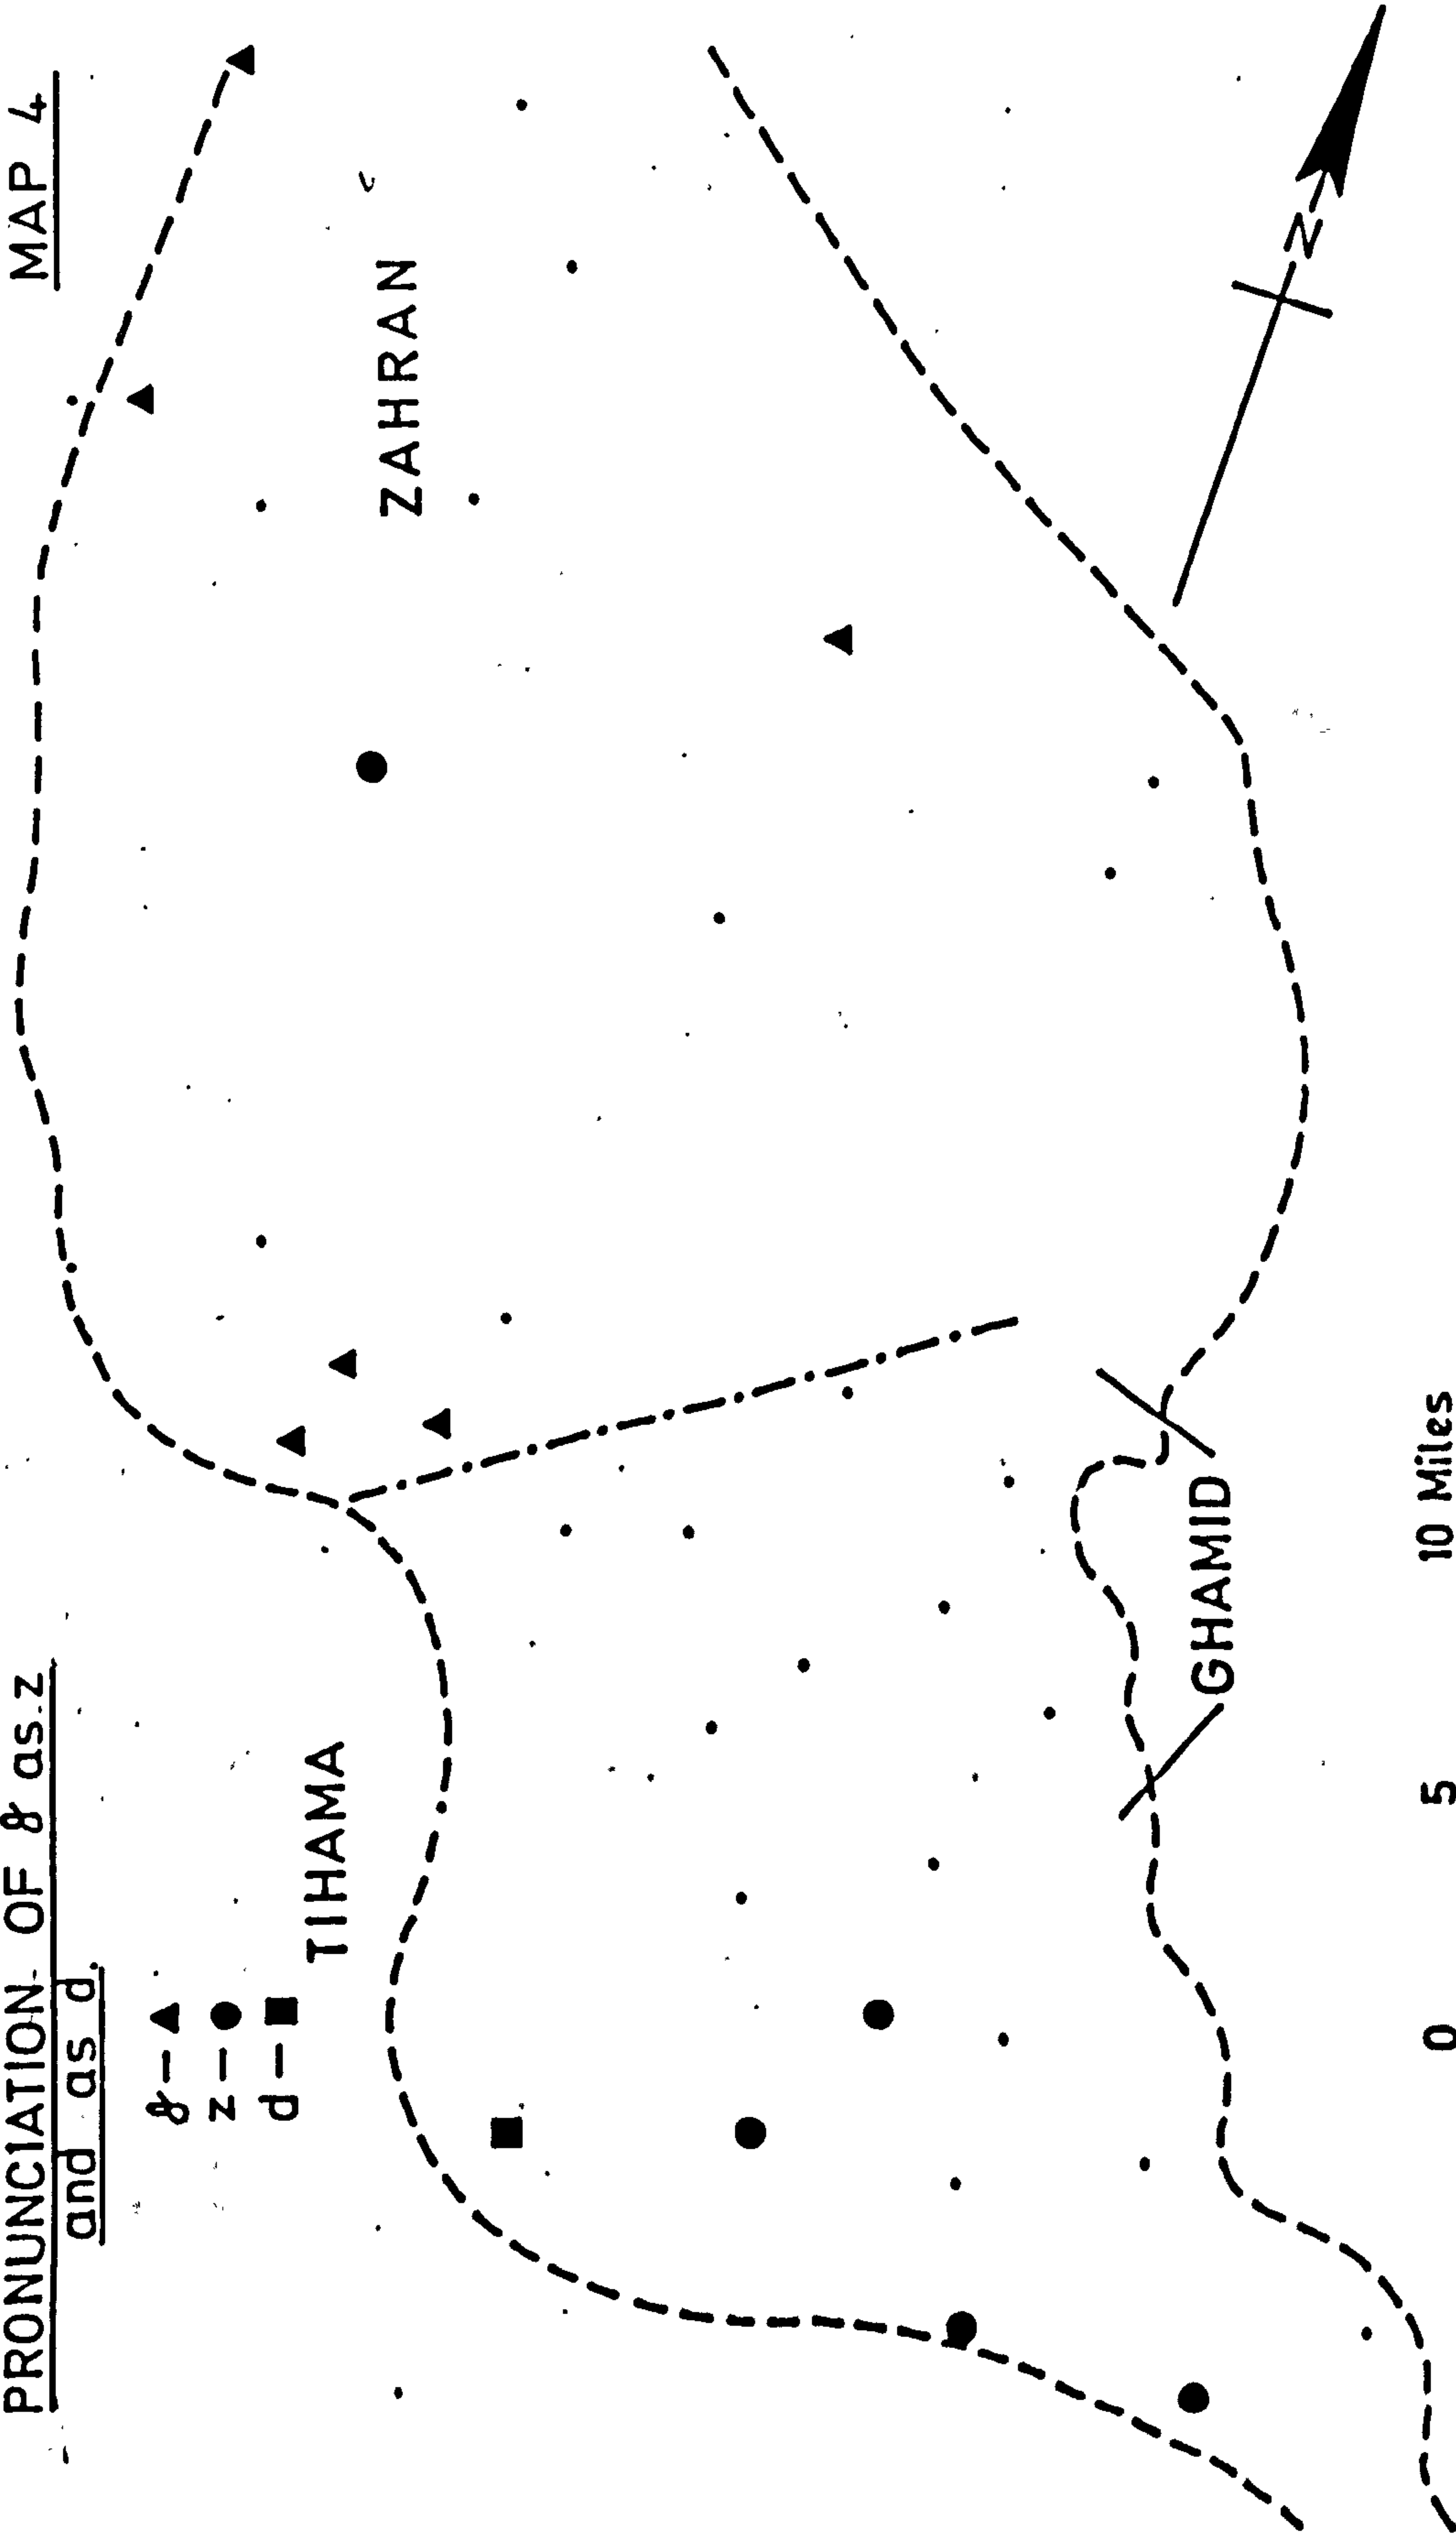 MAP 4
PRONUNCIATION OF ð as z
and as d.
ð – ▲
z – ●
d – ■
TIHAMA
ZAHRAN
GHAMID
N
0 5 10 Miles